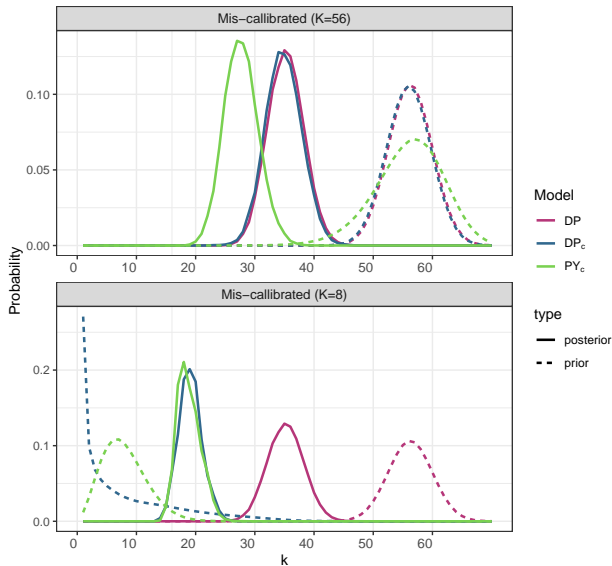 Mis-callibrated (K=56)
0.10
0.05
0.00
0 10 20 30 40 50 60
Mis-callibrated (K=8)
0.2
0.1
0.0
0 10 20 30 40 50 60
k
Probability
Model
DP
DPc
PYc
type
posterior
prior